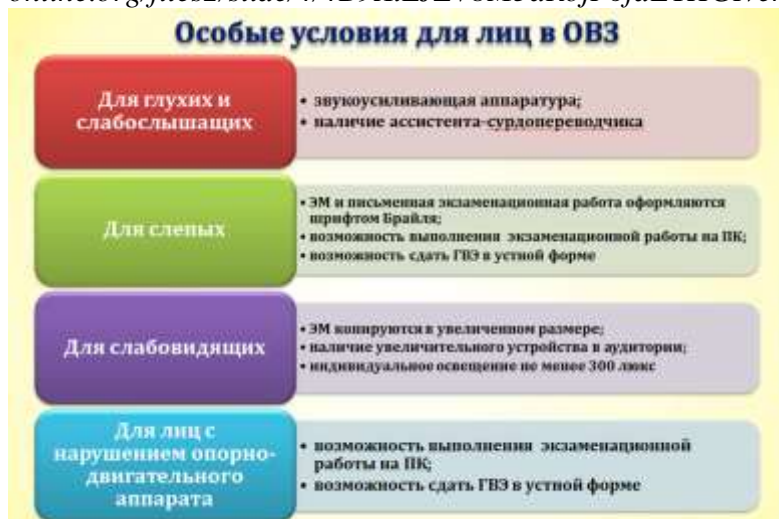 Особые условия для лиц в ОВЗ
Для глухих и
слабослышащих
• звукоусиливающая аппаратура;
• наличие ассистента-сурдопереводчика
Для слепых
• ЭМ и письменная экзаменационная работа оформляются
шрифтом Брайля;
• возможность выполнения экзаменационной работы на ПК;
• возможность сдать ГВЭ в устной форме
Для слабовидящих
• ЭМ копируются в увеличенном размере;
• наличие увеличительного устройства в аудитории;
• индивидуальное освещение не менее 300 люкс
Для лиц с
нарушением опорно-
двигательного
аппарата
• возможность выполнения экзаменационной
работы на ПК;
• возможность сдать ГВЭ в устной форме